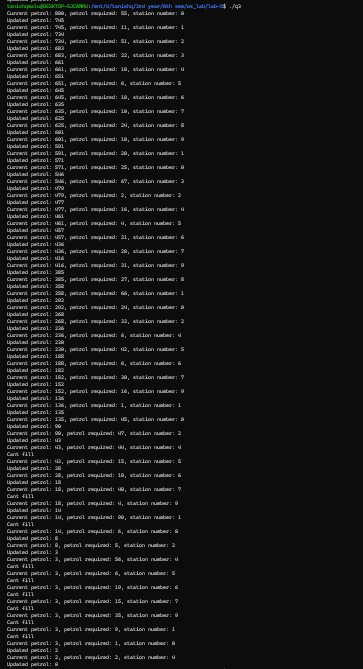 tanishqmalu@DESKTOP-5JCAMPU:/mnt/d/tanishq/3rd year/6th sem/os_lab/lab-5$ ./q3
Current petrol: 800, petrol required: 55, station number: 0
Updated petrol: 745
Current petrol: 745, petrol required: 11, station number: 1
Updated petrol: 734
Current petrol: 734, petrol required: 51, station number: 2
Updated petrol: 683
Current petrol: 683, petrol required: 22, station number: 3
Updated petrol: 661
Current petrol: 661, petrol required: 10, station number: 4
Updated petrol: 651
Current petrol: 651, petrol required: 6, station number: 5
Updated petrol: 645
Current petrol: 645, petrol required: 10, station number: 6
Updated petrol: 635
Current petrol: 635, petrol required: 10, station number: 7
Updated petrol: 625
Current petrol: 625, petrol required: 24, station number: 8
Updated petrol: 601
Current petrol: 601, petrol required: 10, station number: 9
Updated petrol: 591
Current petrol: 591, petrol required: 20, station number: 1
Updated petrol: 571
Current petrol: 571, petrol required: 25, station number: 0
Updated petrol: 546
Current petrol: 546, petrol required: 67, station number: 3
Updated petrol: 479
Current petrol: 479, petrol required: 2, station number: 2
Updated petrol: 477
Current petrol: 477, petrol required: 16, station number: 4
Updated petrol: 461
Current petrol: 461, petrol required: 4, station number: 5
Updated petrol: 457
Current petrol: 457, petrol required: 21, station number: 6
Updated petrol: 436
Current petrol: 436, petrol required: 20, station number: 7
Updated petrol: 416
Current petrol: 416, petrol required: 31, station number: 9
Updated petrol: 385
Current petrol: 385, petrol required: 27, station number: 8
Updated petrol: 358
Current petrol: 358, petrol required: 66, station number: 1
Updated petrol: 292
Current petrol: 292, petrol required: 24, station number: 0
Updated petrol: 268
Current petrol: 268, petrol required: 32, station number: 2
Updated petrol: 236
Current petrol: 236, petrol required: 6, station number: 4
Updated petrol: 230
Current petrol: 230, petrol required: 42, station number: 5
Updated petrol: 188
Current petrol: 188, petrol required: 6, station number: 6
Updated petrol: 182
Current petrol: 182, petrol required: 30, station number: 7
Updated petrol: 152
Current petrol: 152, petrol required: 16, station number: 9
Updated petrol: 136
Current petrol: 136, petrol required: 1, station number: 1
Updated petrol: 135
Current petrol: 135, petrol required: 45, station number: 0
Updated petrol: 90
Current petrol: 90, petrol required: 47, station number: 2
Updated petrol: 43
Current petrol: 43, petrol required: 44, station number: 4
Cant fill
Current petrol: 43, petrol required: 15, station number: 5
Updated petrol: 28
Current petrol: 28, petrol required: 10, station number: 6
Updated petrol: 18
Current petrol: 18, petrol required: 40, station number: 7
Cant fill
Current petrol: 18, petrol required: 4, station number: 9
Updated petrol: 14
Current petrol: 14, petrol required: 90, station number: 1
Cant fill
Current petrol: 14, petrol required: 6, station number: 0
Updated petrol: 8
Current petrol: 8, petrol required: 5, station number: 2
Updated petrol: 3
Current petrol: 3, petrol required: 56, station number: 4
Cant fill
Current petrol: 3, petrol required: 6, station number: 5
Cant fill
Current petrol: 3, petrol required: 19, station number: 6
Cant fill
Current petrol: 3, petrol required: 15, station number: 7
Cant fill
Current petrol: 3, petrol required: 35, station number: 9
Cant fill
Current petrol: 3, petrol required: 9, station number: 1
Cant fill
Current petrol: 3, petrol required: 1, station number: 0
Updated petrol: 2
Current petrol: 2, petrol required: 2, station number: 4
Updated petrol: 0